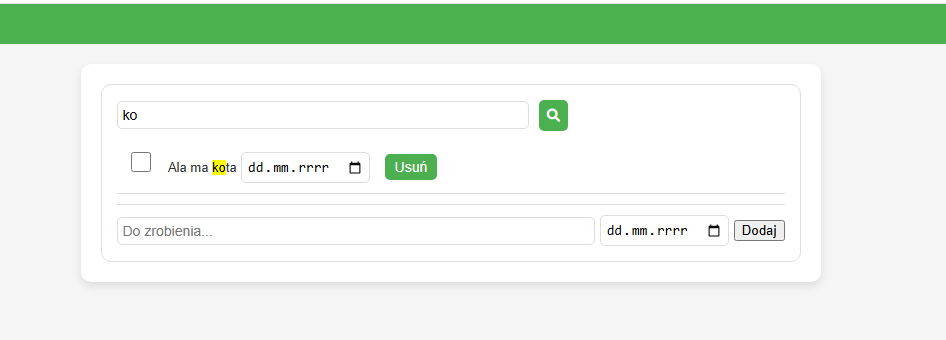 ko
Ala ma kota dd.mm.rrrr Usuń
Do zrobienia... dd.mm.rrrr Dodaj